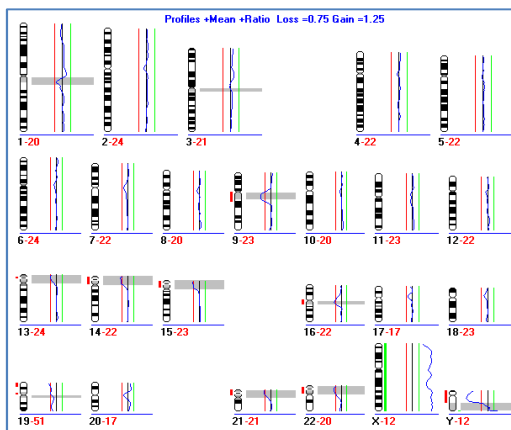 Profiles +Mean +Ratio Loss =0.75 Gain =1.25
1-20 2-24 3-21 4-22 5-22
6-24 7-22 8-20 9-23 10-20 11-23 12-22
13-24 14-22 15-23 16-22 17-17 18-23
19-51 20-17 21-21 22-20 X-12 Y-12